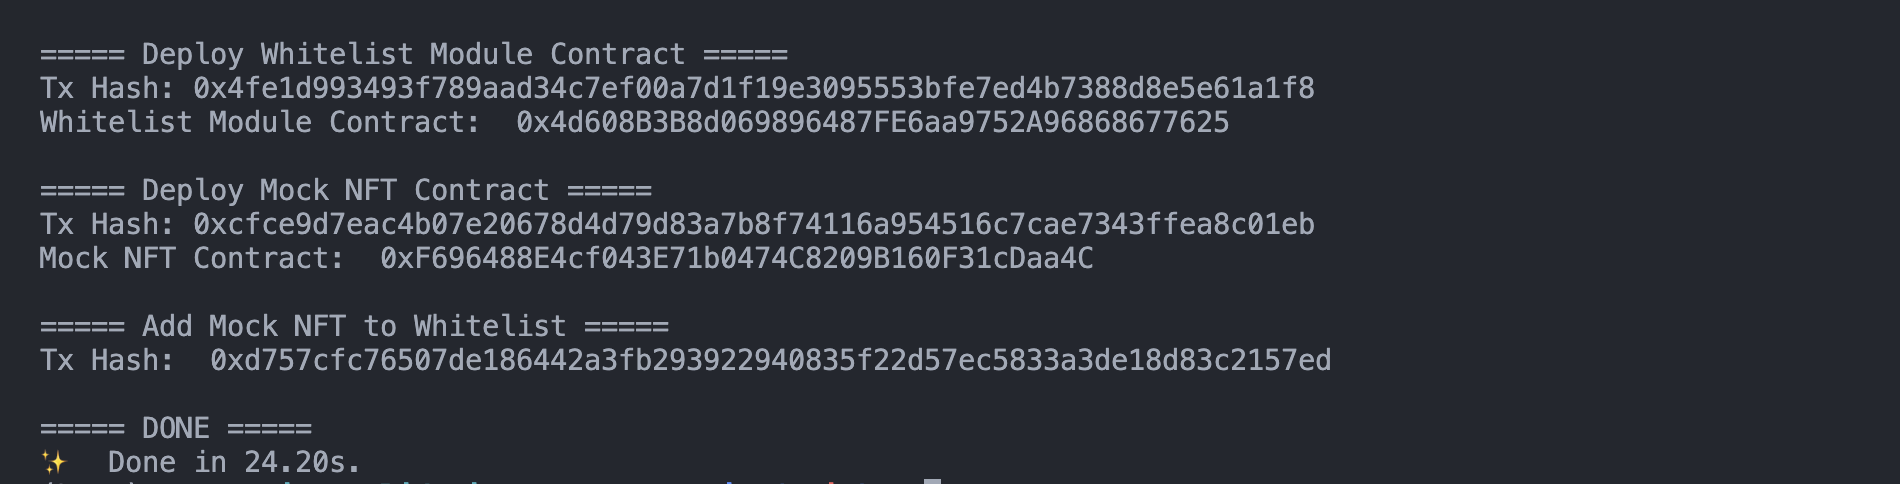 ===== Deploy Whitelist Module Contract =====
Tx Hash: 0x4fe1d993493f789aad34c7ef00a7d1f19e3095553bfe7ed4b7388d8e5e61a1f8
Whitelist Module Contract:  0x4d608B3B8d069896487FE6aa9752A96868677625
===== Deploy Mock NFT Contract =====
Tx Hash: 0xcfce9d7eac4b07e20678d4d79d83a7b8f74116a954516c7cae7343ffea8c01eb
Mock NFT Contract:  0xF696488E4cf043E71b0474C8209B160F31cDaa4C
===== Add Mock NFT to Whitelist =====
Tx Hash:  0xd757cfc76507de186442a3fb293922940835f22d57ec5833a3de18d83c2157ed
===== DONE =====
✨  Done in 24.20s.